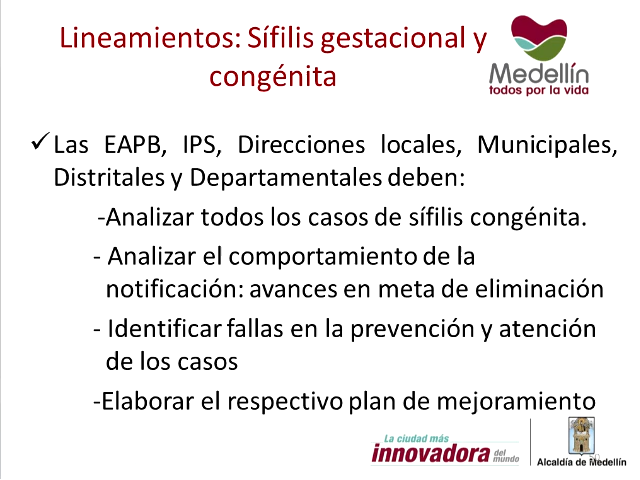 Lineamientos: Sífilis gestacional y
congénita
Medellín
todos por la vida
✓Las EAPB, IPS, Direcciones locales, Municipales,
Distritales y Departamentales deben:
-Analizar todos los casos de sífilis congénita.
- Analizar el comportamiento de la
notificación: avances en meta de eliminación
- Identificar fallas en la prevención y atención
de los casos
-Elaborar el respectivo plan de mejoramiento
La ciudad más
innovadora del
mundo
Alcaldía de Medellín